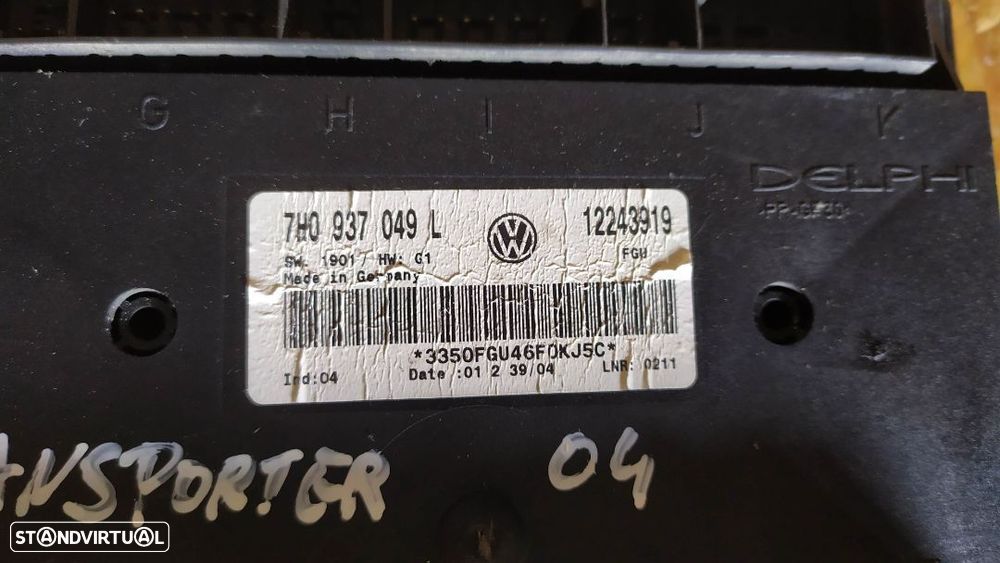 G H I J K
DELPHI
7H0 937 049 L
12243919
SW: 1901 HW: G1
FGU
Made in Germany
*3350FGU46F0KJ5C*
Ind:04
Date :01 2 39/04
LNR: 0211
ANSPORTER 04
STANDVIRTUAL